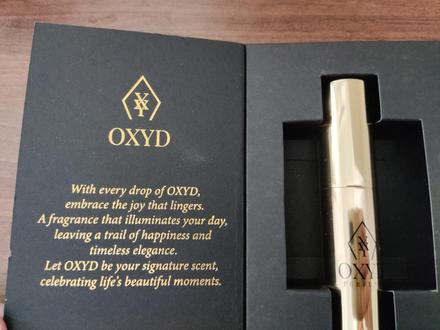 OXYD
With every drop of OXYD,
embrace the joy that lingers.
A fragrance that illuminates your day,
leaving a trail of happiness and
timeless elegance.
Let OXYD be your signature scent,
celebrating life's beautiful moments.
OXYD